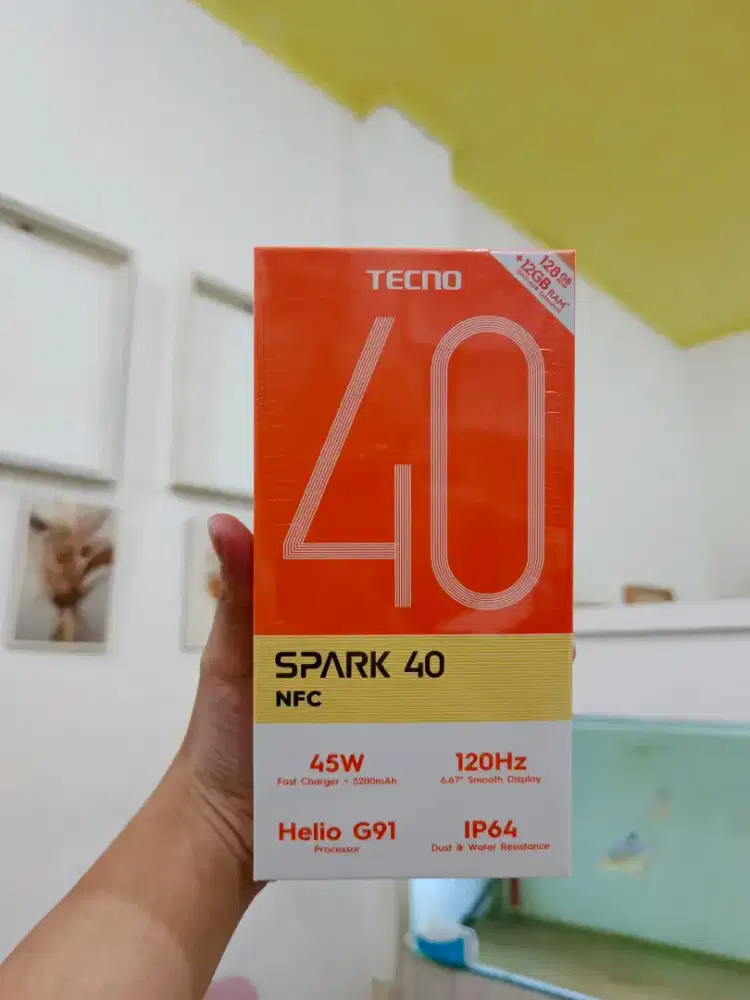 TECNO
128GB
+12GB RAM*
40
SPARK 40
NFC
45W
Fast Charger + 5200mAh
120Hz
6.67" Smooth Display
Helio G91
Processor
IP64
Dust & Water Resistance